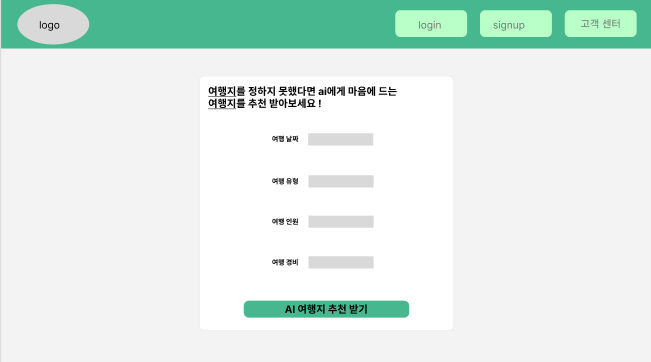 logo
login
signup
고객 센터
여행지를 정하지 못했다면 ai에게 마음에 드는
여행지를 추천 받아보세요 !
여행 날짜
여행 유형
여행 인원
여행 경비
AI 여행지 추천 받기